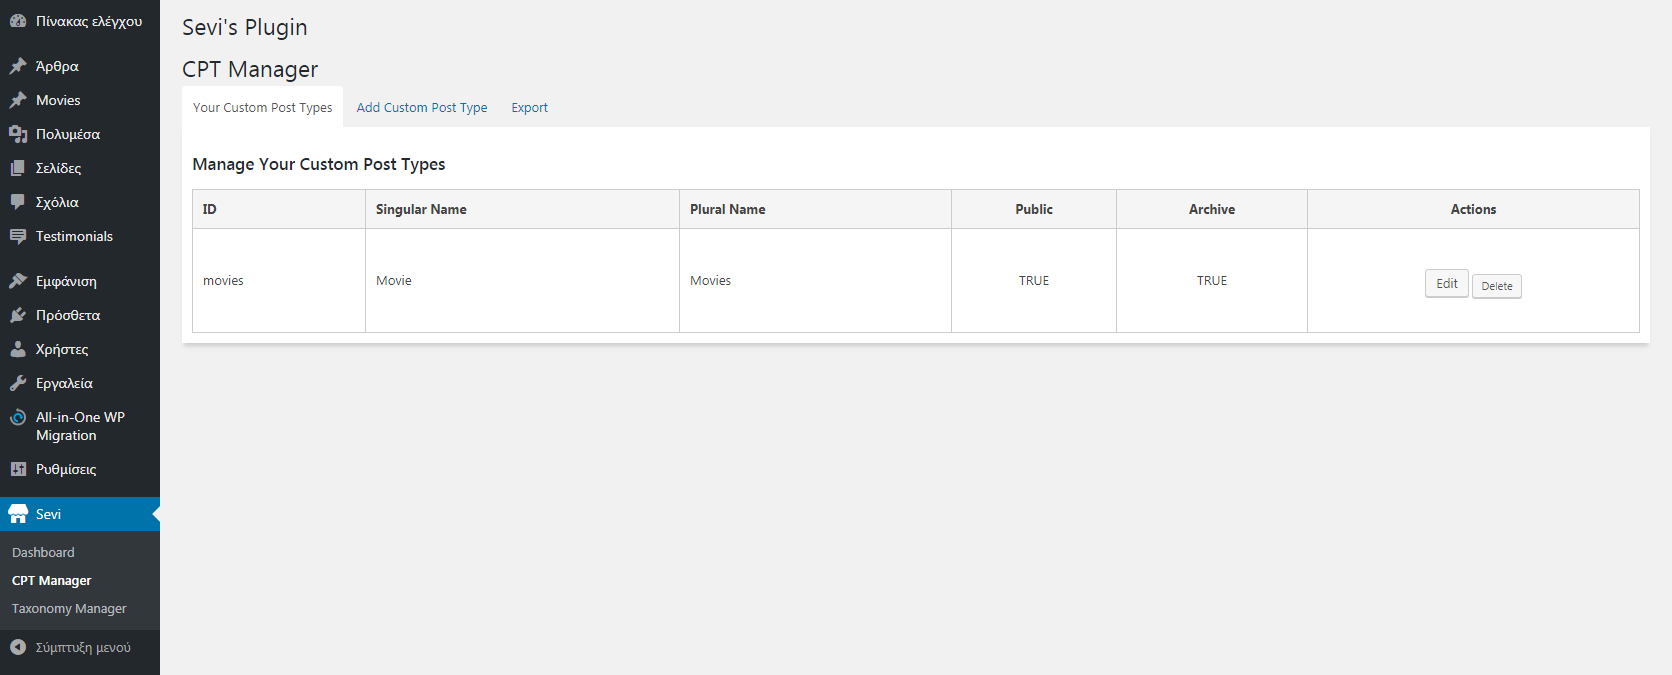 Πίνακας ελέγχου
Άρθρα
Movies
Πολυμέσα
Σελίδες
Σχόλια
Testimonials
Εμφάνιση
Πρόσθετα
Χρήστες
Εργαλεία
All-in-One WP
Migration
Ρυθμίσεις
Sevi
Dashboard
CPT Manager
Taxonomy Manager
Σύμπτυξη μενού
Sevi's Plugin
CPT Manager
Your Custom Post Types Add Custom Post Type Export
Manage Your Custom Post Types
ID Singular Name Plural Name Public Archive Actions
movies Movie Movies TRUE TRUE Edit Delete